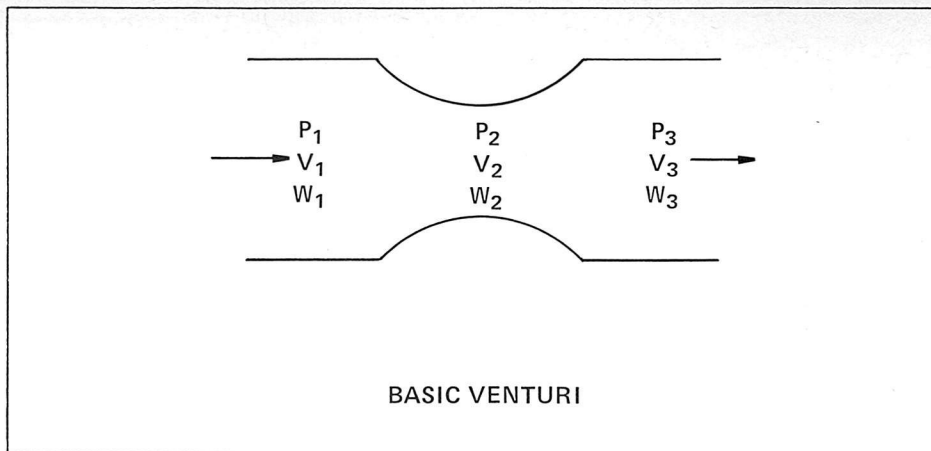 P₁ P₂ P₃
V₁ V₂ V₃
W₁ W₂ W₃
BASIC VENTURI